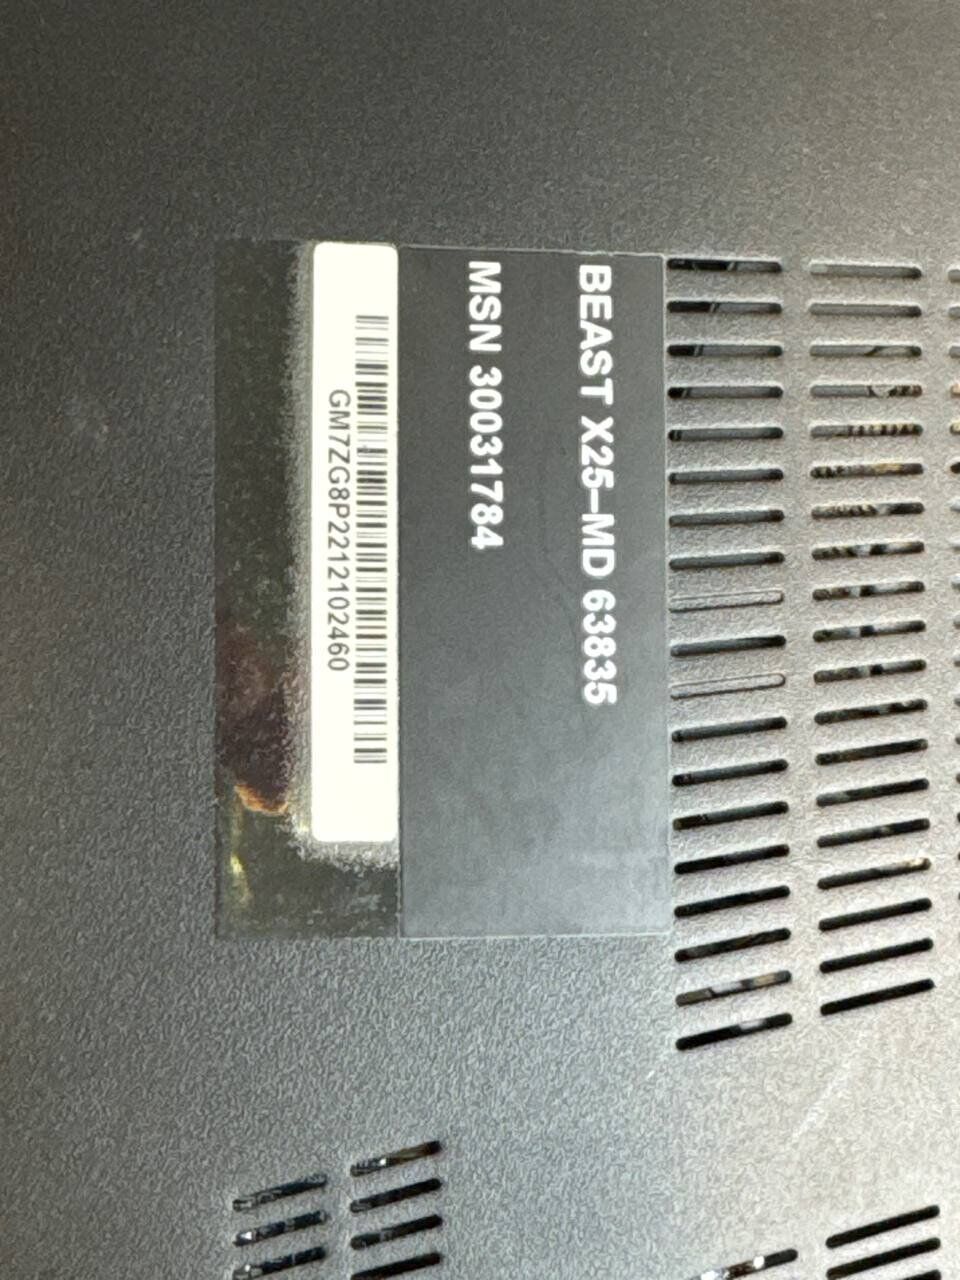 BEAST X25-MD 63835
MSN 30031784
GM7ZG8P2212102460